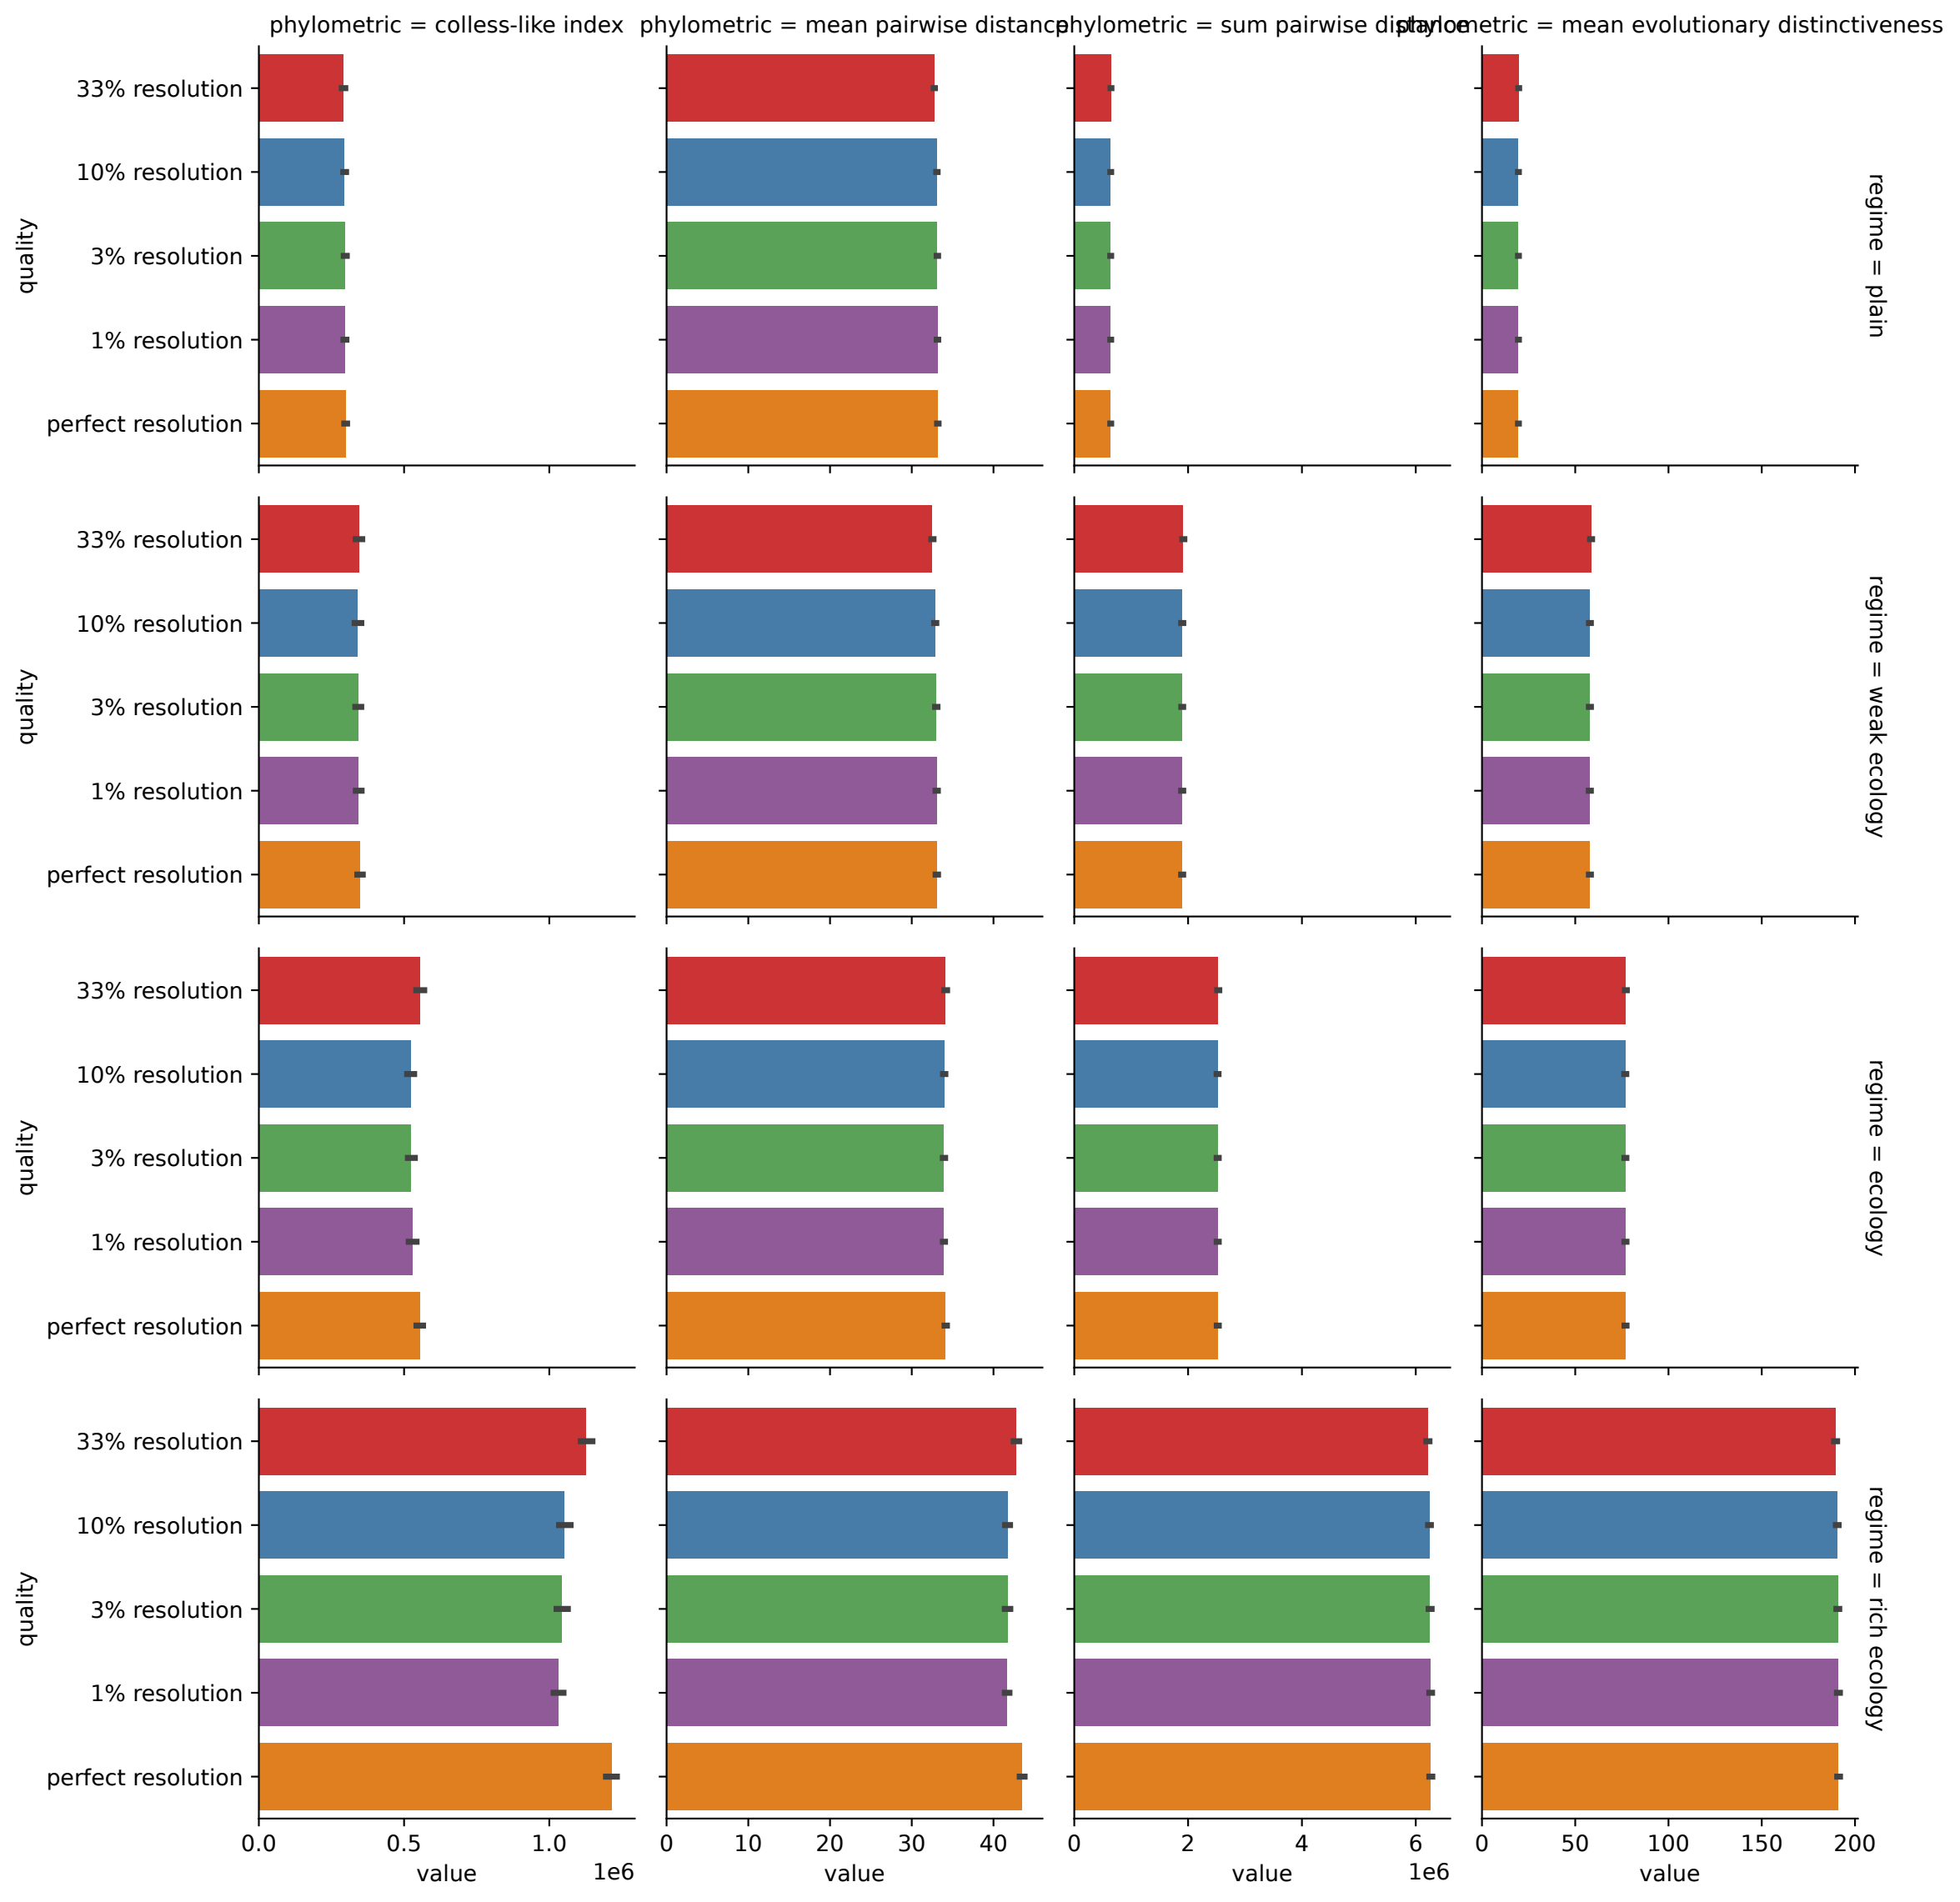 phylometric = colless-like index
phylometric = mean pairwise distance
phylometric = sum pairwise distance
phylometric = mean evolutionary distinctiveness
quality
33% resolution
10% resolution
3% resolution
1% resolution
perfect resolution
regime = plain
quality
33% resolution
10% resolution
3% resolution
1% resolution
perfect resolution
regime = weak ecology
quality
33% resolution
10% resolution
3% resolution
1% resolution
perfect resolution
regime = ecology
quality
33% resolution
10% resolution
3% resolution
1% resolution
perfect resolution
regime = rich ecology
0.0 0.5 1.0
1e6
value
0 10 20 30 40
value
0 2 4 6
1e6
value
0 50 100 150 200
value